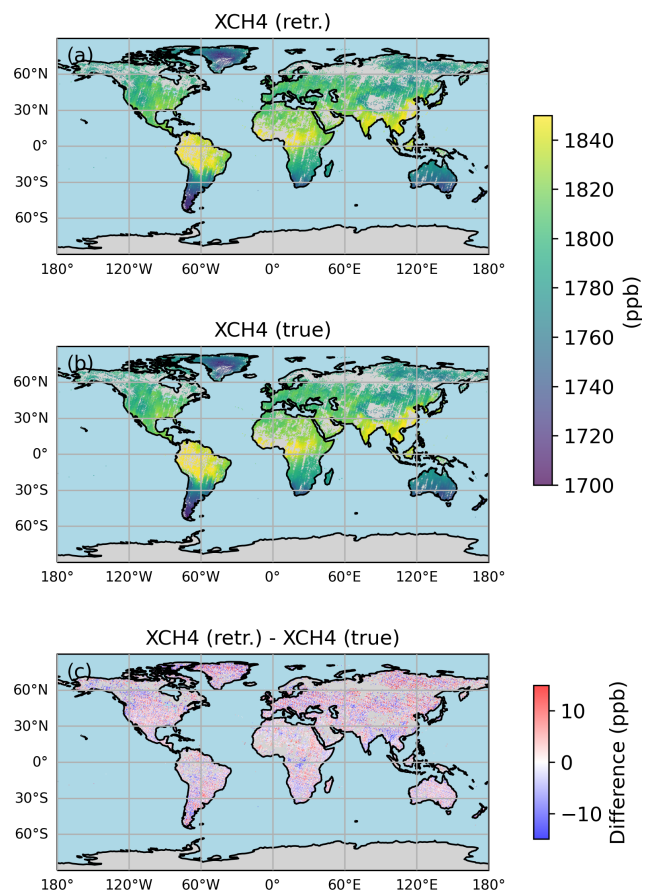 XCH4 (retr.)
(a)
60°N
30°N
0°
30°S
60°S
180° 120°W 60°W 0° 60°E 120°E 180°
XCH4 (true)
(b)
60°N
30°N
0°
30°S
60°S
180° 120°W 60°W 0° 60°E 120°E 180°
1840
1820
1800
1780
1760
1740
1720
1700
(ppb)
XCH4 (retr.) - XCH4 (true)
(c)
60°N
30°N
0°
30°S
60°S
180° 120°W 60°W 0° 60°E 120°E 180°
10
0
−10
Difference (ppb)